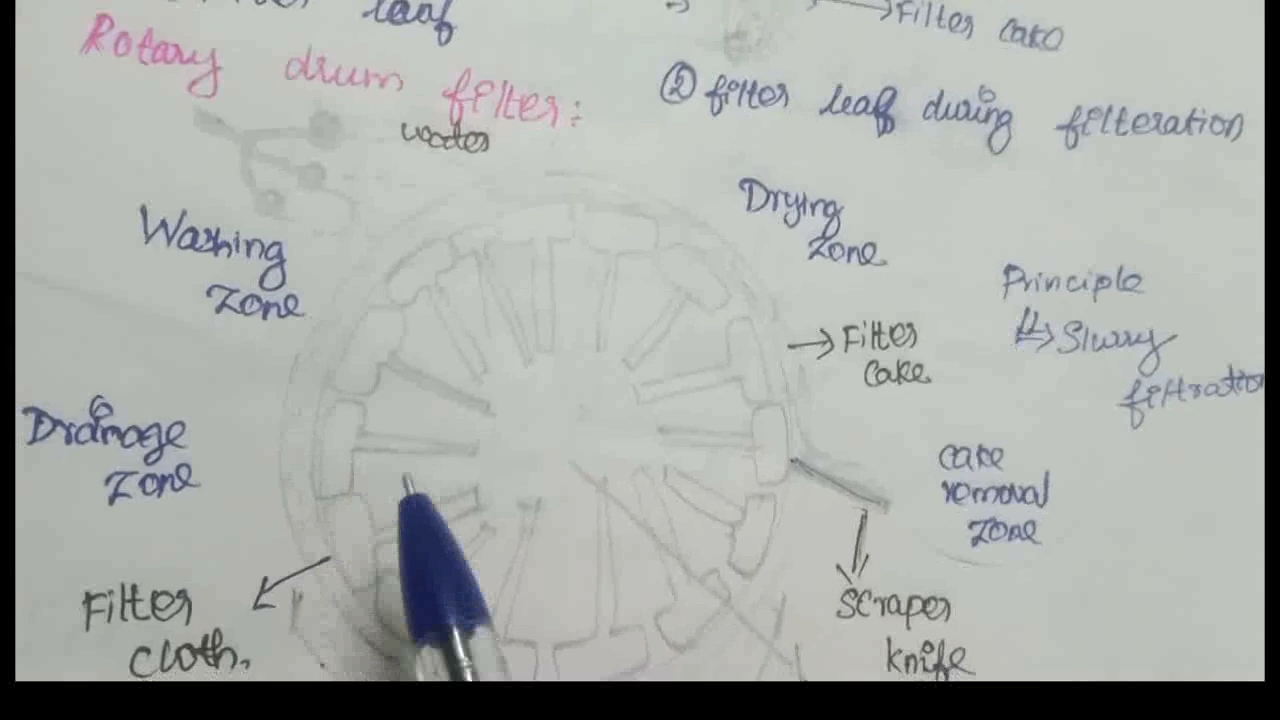 leaf
Filter cake
Rotary drum filter:
② filter leaf during filteration
water
Washing
Zone
Drying
Zone
Principle
Slurry
filtration
→ Filter
cake
Drainage
Zone
cake
removal
Zone
Filter
cloth.
Scraper
knife